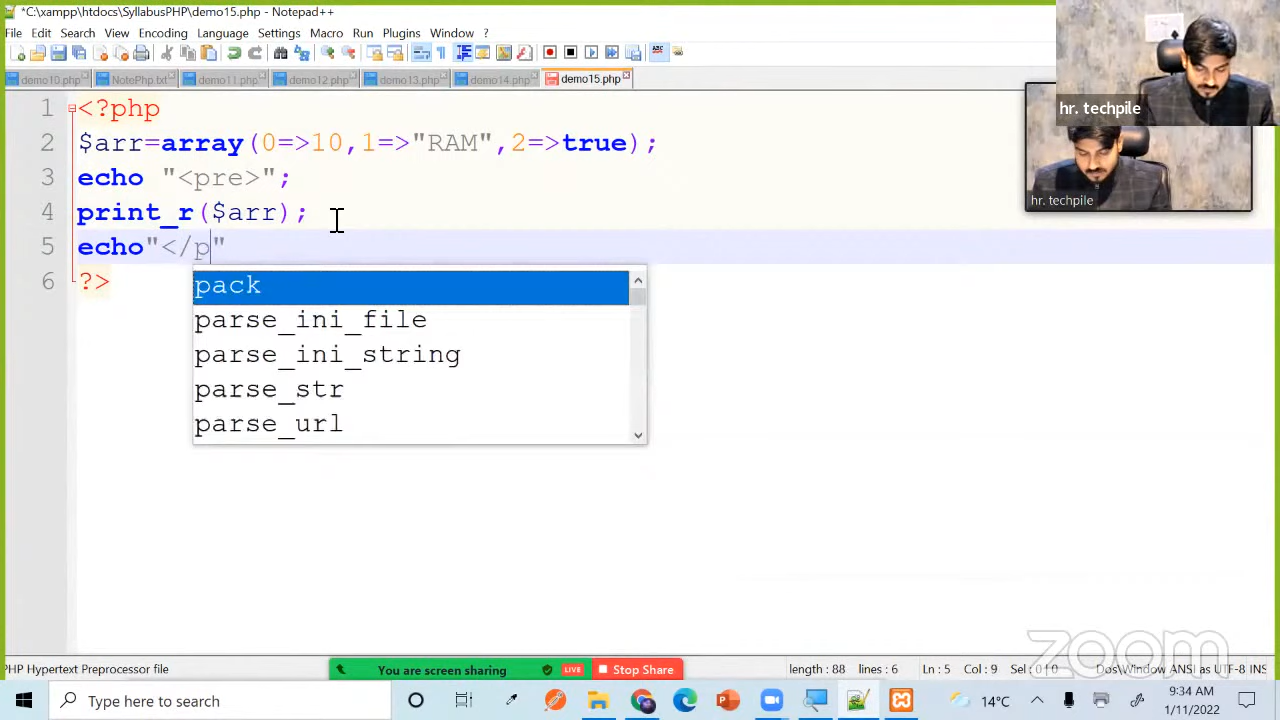 *C:\xampp\htdocs\SyllabusPHP\demo15.php - Notepad++
File Edit Search View Encoding Language Settings Macro Run Plugins Window ?
demo10.php NotePhp.txt demo11.php demo12.php demo13.php demo14.php demo15.php
hr. techpile
hr. techpile
1 <?php
2 $arr=array(0=>10,1=>"RAM",2=>true);
3 echo "<pre>";
4 print_r($arr);
5 echo"</p"
6 ?>
pack
parse_ini_file
parse_ini_string
parse_str
parse_url
zoom
PHP Hypertext Preprocessor file
You are screen sharing LIVE Stop Share
length: 88 lines: 6 Ln: 5 Col: 9 Sel: 0 | 0 Dos\Window ANSI as UTF-8 INS
Type here to search
14°C
9:34 AM
1/11/2022